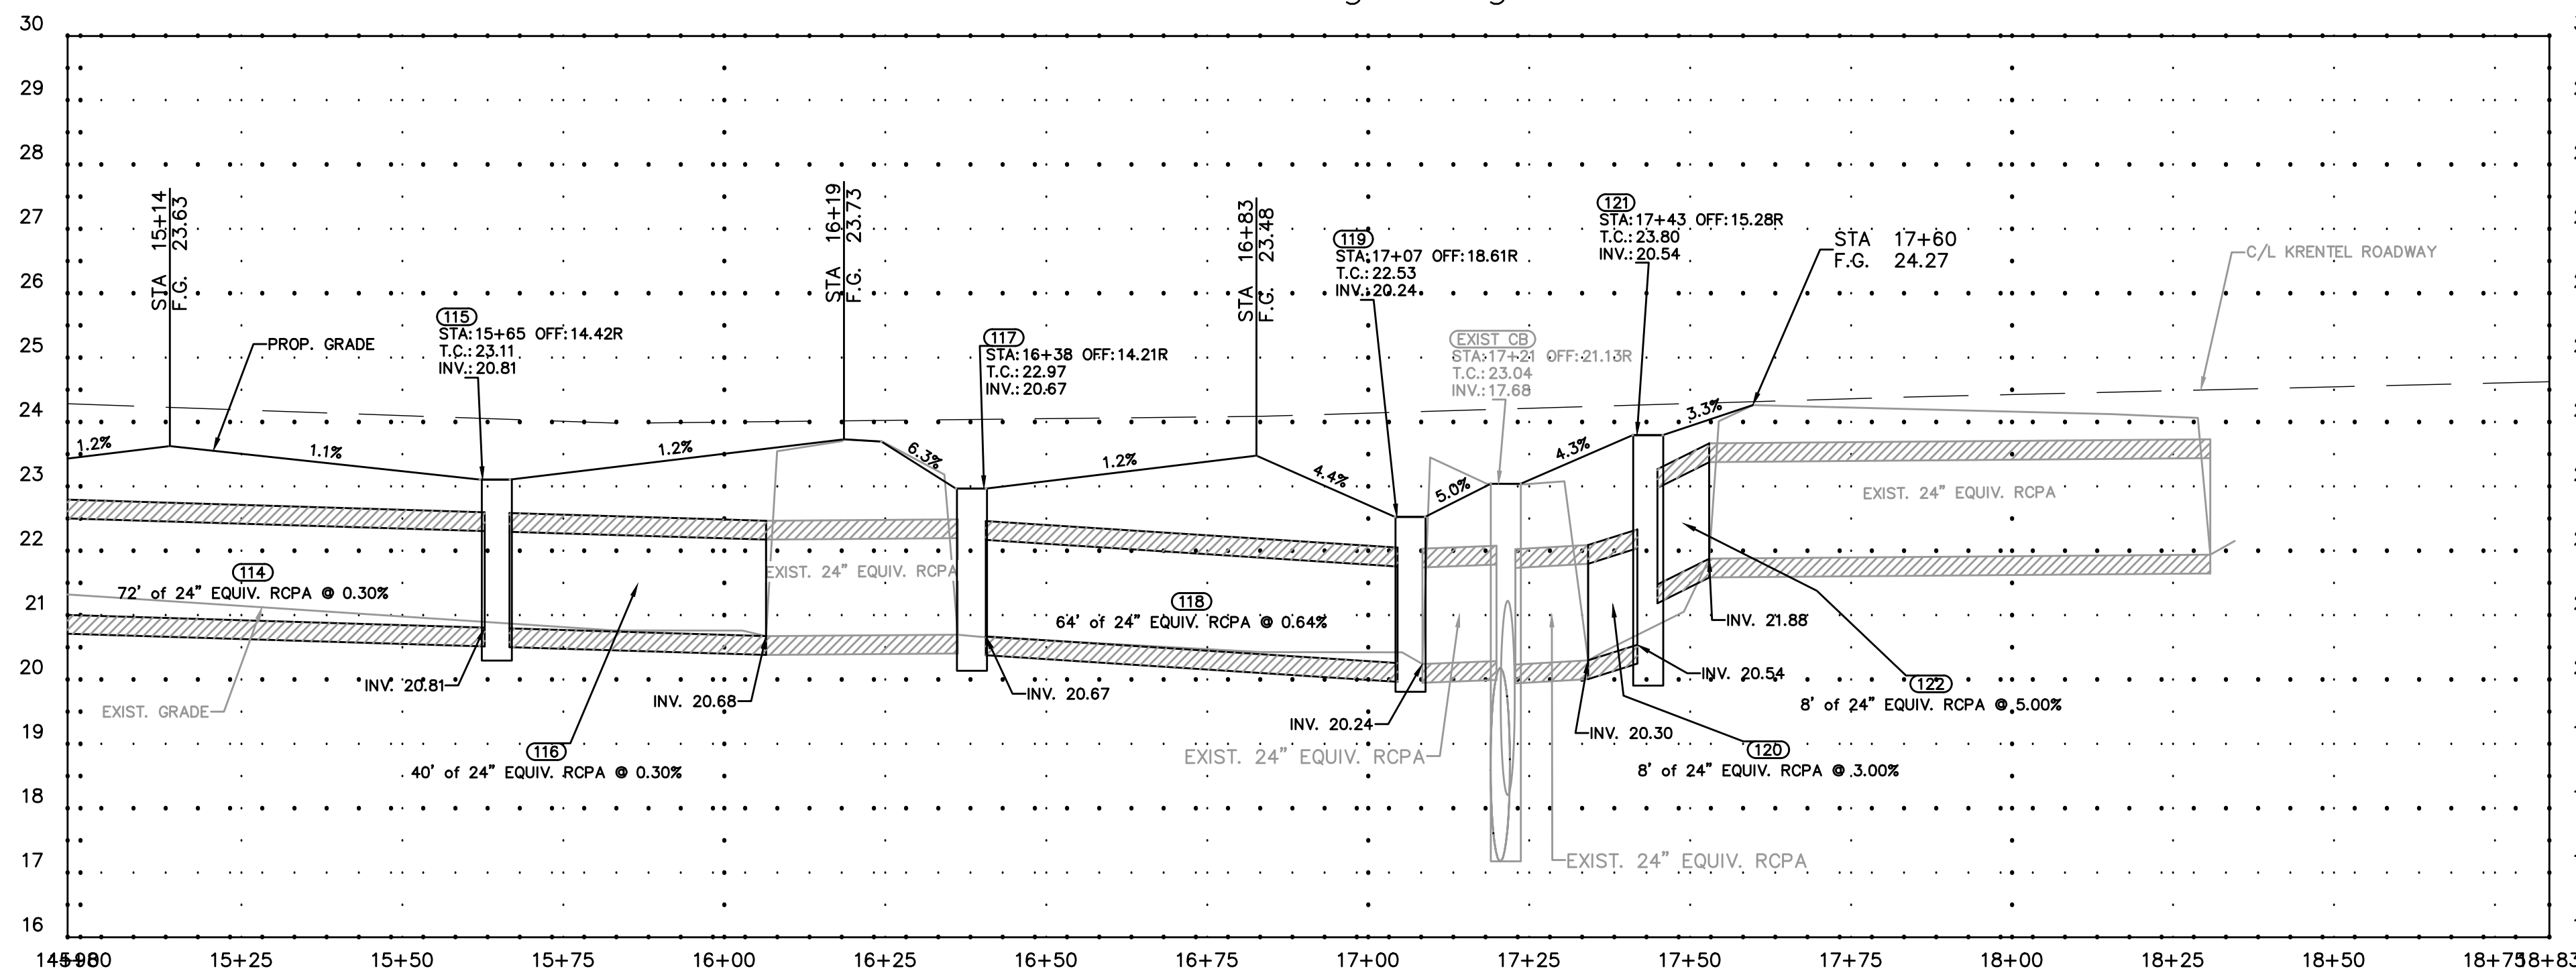 30
29
28
27
26
25
24
23
22
21
20
19
18
17
16
STA 15+14
F.G. 23.63
PROP. GRADE
115
STA:15+65 OFF:14.42R
T.C.:23.11
INV.:20.81
STA 16+19
F.G. 23.73
117
STA:16+38 OFF:14.21R
T.C.:22.97
INV.:20.67
STA 16+83
F.G. 23.48
119
STA:17+07 OFF:18.61R
T.C.:22.53
INV.:20.24
EXIST CB
STA:17+21 OFF:21.13R
T.C.:23.04
INV.:17.68
121
STA:17+43 OFF:15.28R
T.C.:23.80
INV.:20.54
STA 17+60
F.G. 24.27
C/L KRENTEL ROADWAY
1.2%
1.1%
1.2%
6.3%
1.2%
4.4%
5.0%
4.3%
3.3%
EXIST. 24" EQUIV. RCPA
EXIST. 24" EQUIV. RCPA
114
72' of 24" EQUIV. RCPA @ 0.30%
118
64' of 24" EQUIV. RCPA @ 0.64%
INV. 21.88
INV. 20.81
INV. 20.68
INV. 20.67
INV. 20.54
122
8' of 24" EQUIV. RCPA @ 5.00%
EXIST. GRADE
INV. 20.24
INV. 20.30
116
40' of 24" EQUIV. RCPA @ 0.30%
EXIST. 24" EQUIV. RCPA
120
8' of 24" EQUIV. RCPA @ 3.00%
EXIST. 24" EQUIV. RCPA
15+25
15+50
15+75
16+00
16+25
16+50
16+75
17+00
17+25
17+50
17+75
18+00
18+25
18+50